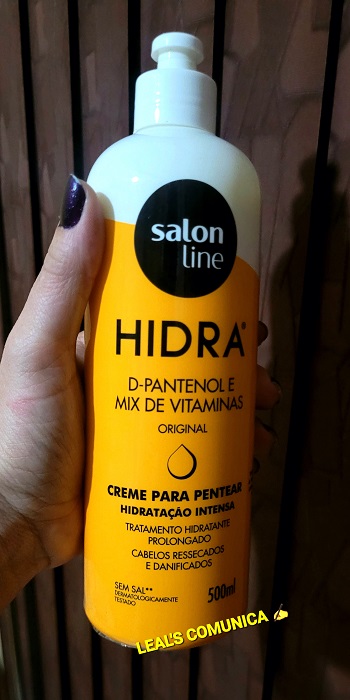 salon
line
HIDRA®
D-PANTENOL E
MIX DE VITAMINAS
ORIGINAL
CREME PARA PENTEAR
HIDRATAÇÃO INTENSA
TRATAMENTO HIDRATANTE
PROLONGADO
CABELOS RESSECADOS
E DANIFICADOS
SEM SAL**
DERMATOLOGICAMENTE
TESTADO
500ml
LEAL'S COMUNICA ✍